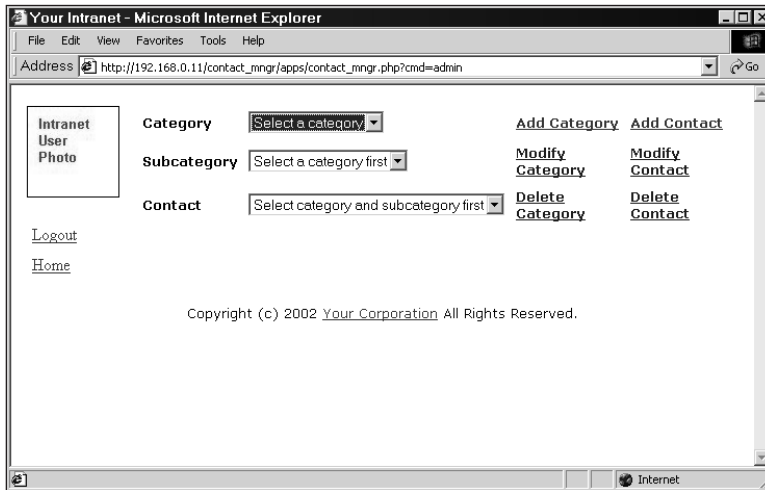 Your Intranet - Microsoft Internet Explorer
File Edit View Favorites Tools Help
Address http://192.168.0.11/contact_mngr/apps/contact_mngr.php?cmd=admin Go
Intranet
User
Photo
Logout
Home
Category Select a category Add Category Add Contact
Subcategory Select a category first Modify Category Modify Contact
Contact Select category and subcategory first Delete Category Delete Contact
Copyright (c) 2002 Your Corporation All Rights Reserved.
Internet